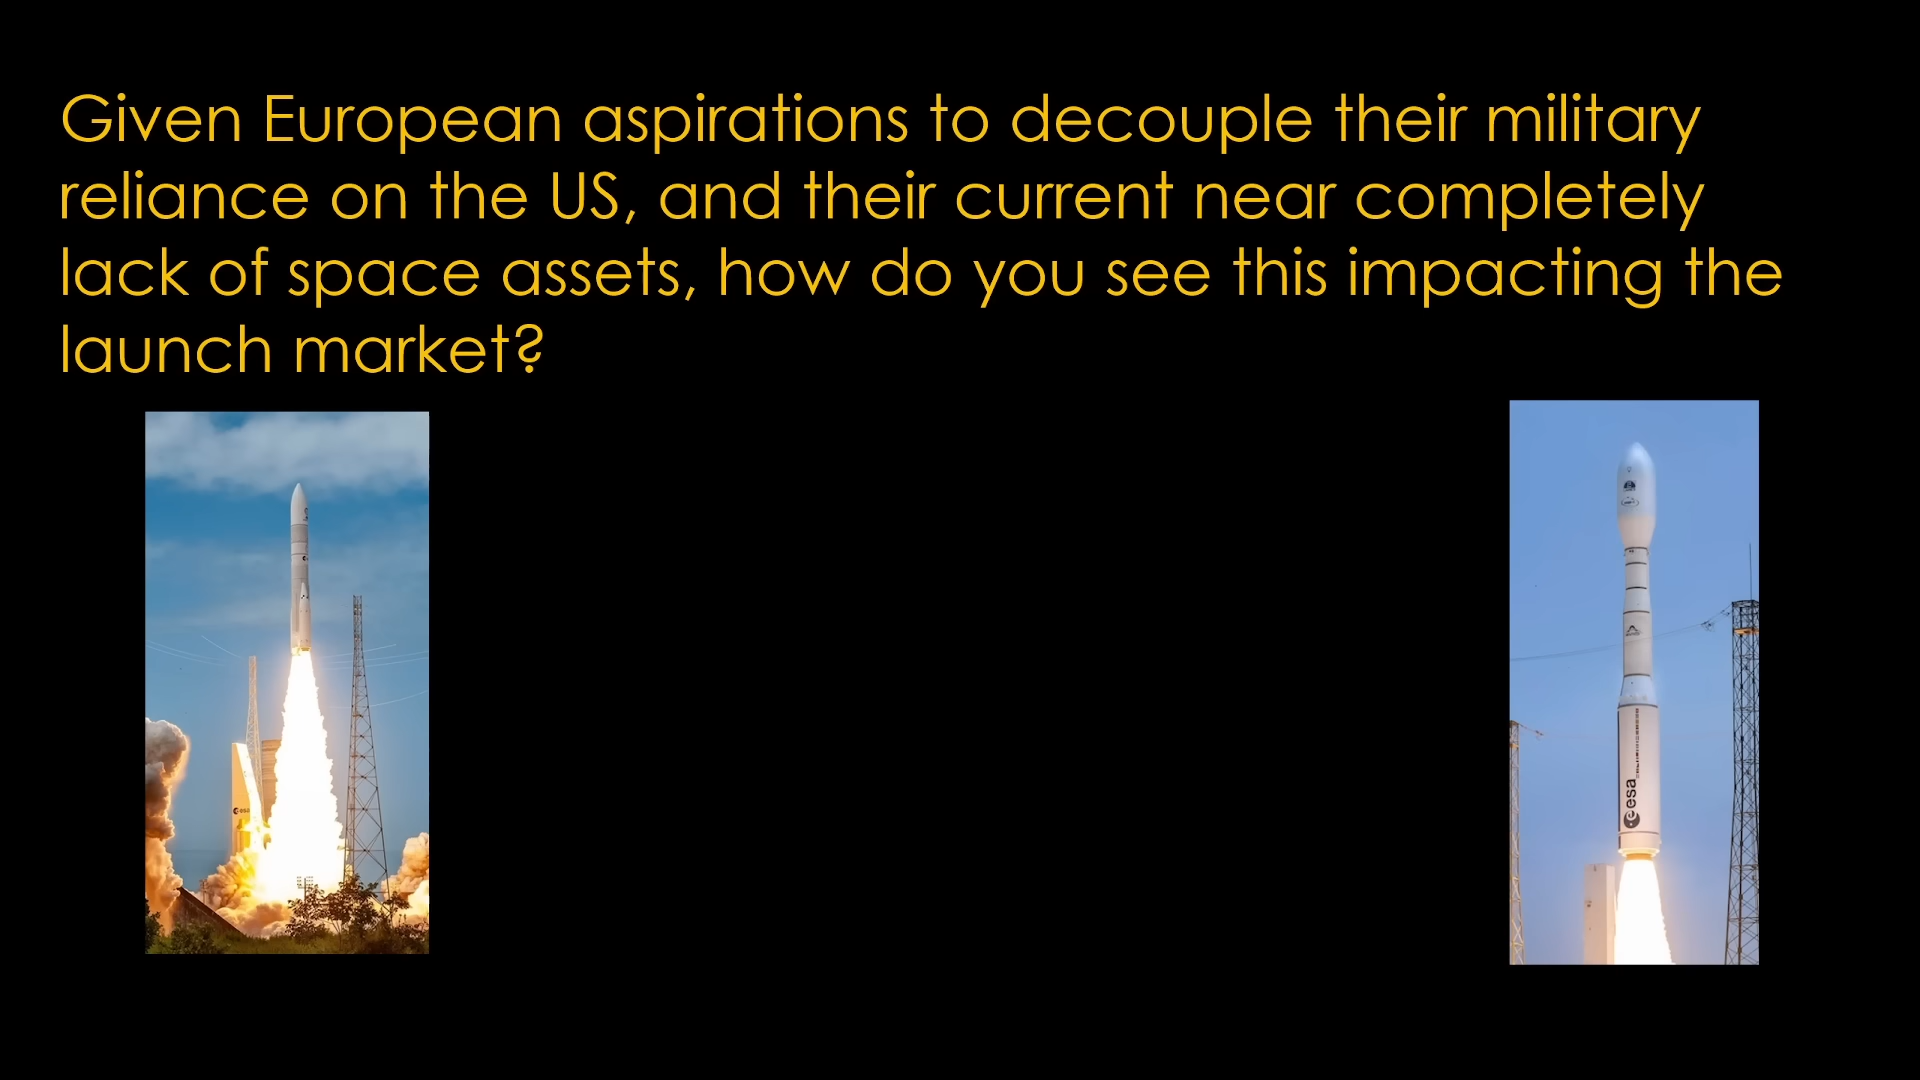 Given European aspirations to decouple their military
reliance on the US, and their current near completely
lack of space assets, how do you see this impacting the
launch market?
esa
esa